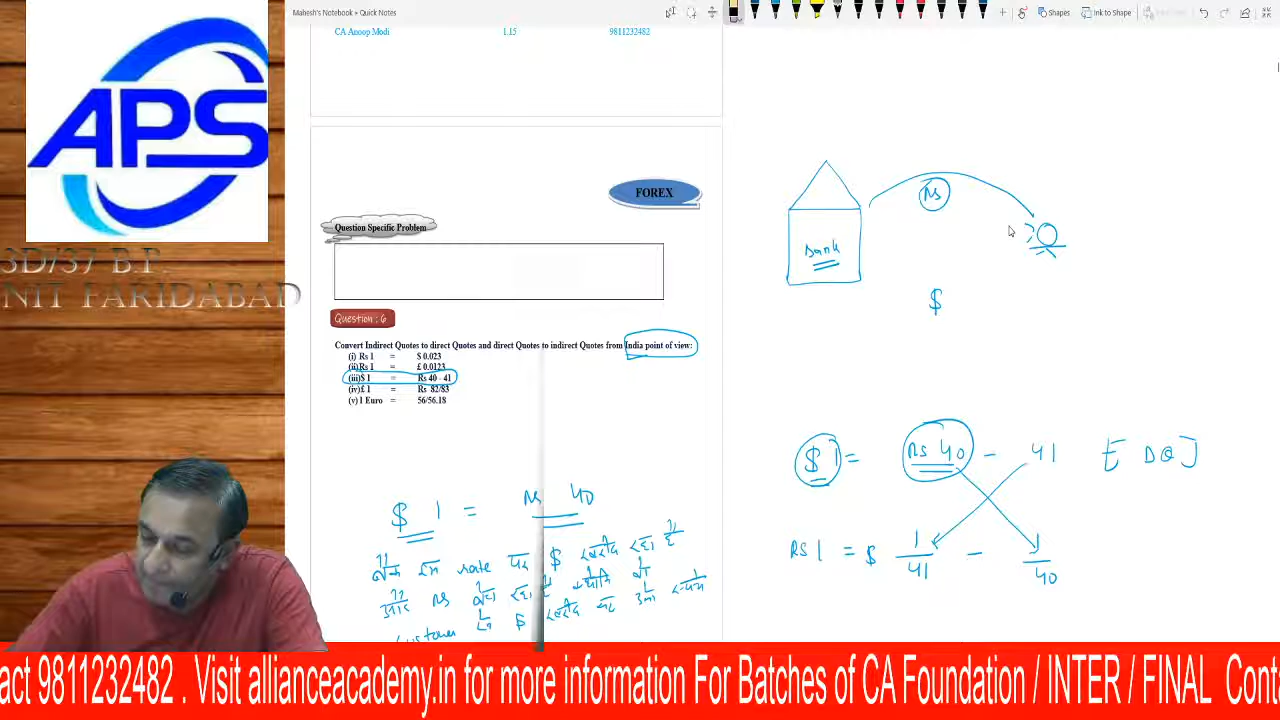 Mahesh's Notebook » Quick Notes
Shapes
Ink to Shape
CA Anoop Modi 1.15 9811232482
APS
3D/37 B.P.
NIT FARIDABAD
FOREX
Question Specific Problem
Question : 6
Convert Indirect Quotes to direct Quotes and direct Quotes to indirect Quotes from India point of view:
(i) Rs 1 = $ 0.023
(ii) Rs 1 = £ 0.0123
(iii) $ 1 = Rs 40 - 41
(iv) £ 1 = Rs 82/83
(v) 1 Euro = 56/56.18
$ 1 = Rs 40
rate पर $
Rs
$
Customer
Bank
Rs
$
$ 1 = Rs 40 - 41 [ DQ ]
RS 1 = $ 1/41 - 1/40
act 9811232482 . Visit allianceacademy.in for more information For Batches of CA Foundation / INTER / FINAL Cont